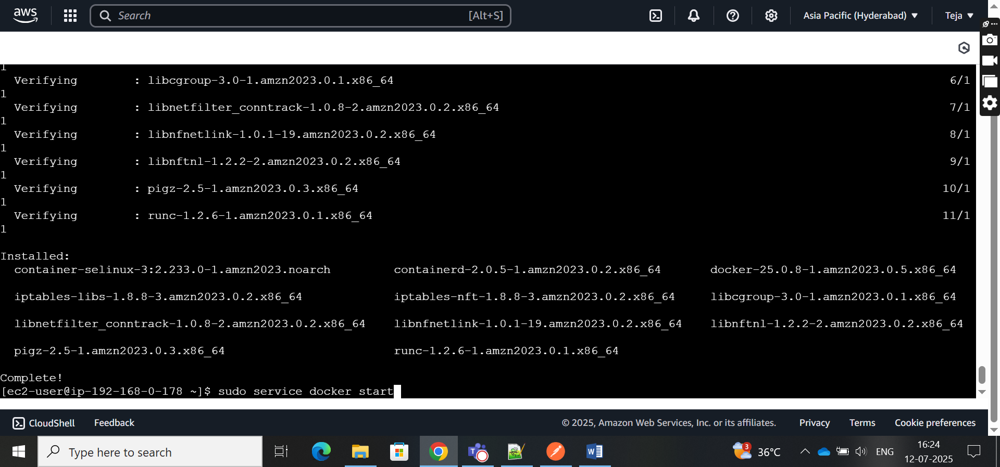 aws
Search [Alt+S]
Asia Pacific (Hyderabad)
Teja
1
Verifying : libcgroup-3.0-1.amzn2023.0.1.x86_64 6/1
1
Verifying : libnetfilter_conntrack-1.0.8-2.amzn2023.0.2.x86_64 7/1
1
Verifying : libnfnetlink-1.0.1-19.amzn2023.0.2.x86_64 8/1
1
Verifying : libnftnl-1.2.2-2.amzn2023.0.2.x86_64 9/1
1
Verifying : pigz-2.5-1.amzn2023.0.3.x86_64 10/1
1
Verifying : runc-1.2.6-1.amzn2023.0.1.x86_64 11/1
1
Installed:
container-selinux-3:2.233.0-1.amzn2023.noarch containerd-2.0.5-1.amzn2023.0.2.x86_64 docker-25.0.8-1.amzn2023.0.5.x86_64
iptables-libs-1.8.8-3.amzn2023.0.2.x86_64 iptables-nft-1.8.8-3.amzn2023.0.2.x86_64 libcgroup-3.0-1.amzn2023.0.1.x86_64
libnetfilter_conntrack-1.0.8-2.amzn2023.0.2.x86_64 libnfnetlink-1.0.1-19.amzn2023.0.2.x86_64 libnftnl-1.2.2-2.amzn2023.0.2.x86_64
pigz-2.5-1.amzn2023.0.3.x86_64 runc-1.2.6-1.amzn2023.0.1.x86_64
Complete!
[ec2-user@ip-192-168-0-178 ~]$ sudo service docker start
CloudShell Feedback © 2025, Amazon Web Services, Inc. or its affiliates. Privacy Terms Cookie preferences
Type here to search
3
36°C
ENG
16:24
12-07-2025